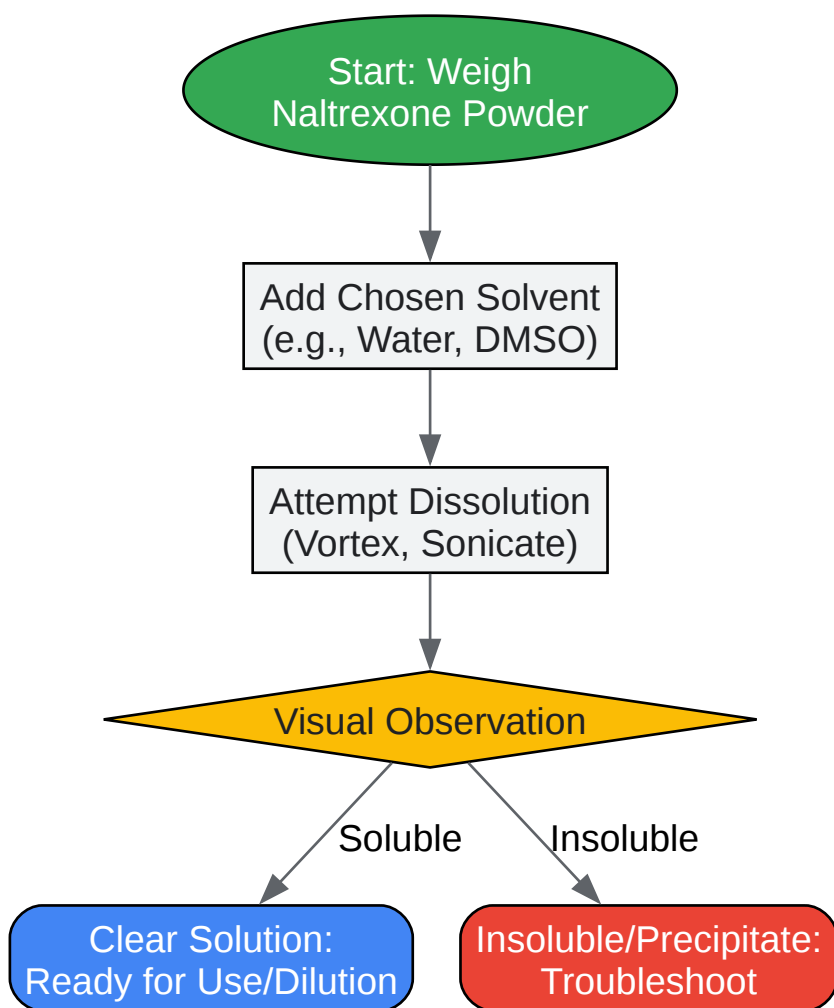 Start: Weigh
Naltrexone Powder
Add Chosen Solvent
(e.g., Water, DMSO)
Attempt Dissolution
(Vortex, Sonicate)
Visual Observation
Soluble
Insoluble
Clear Solution:
Ready for Use/Dilution
Insoluble/Precipitate:
Troubleshoot